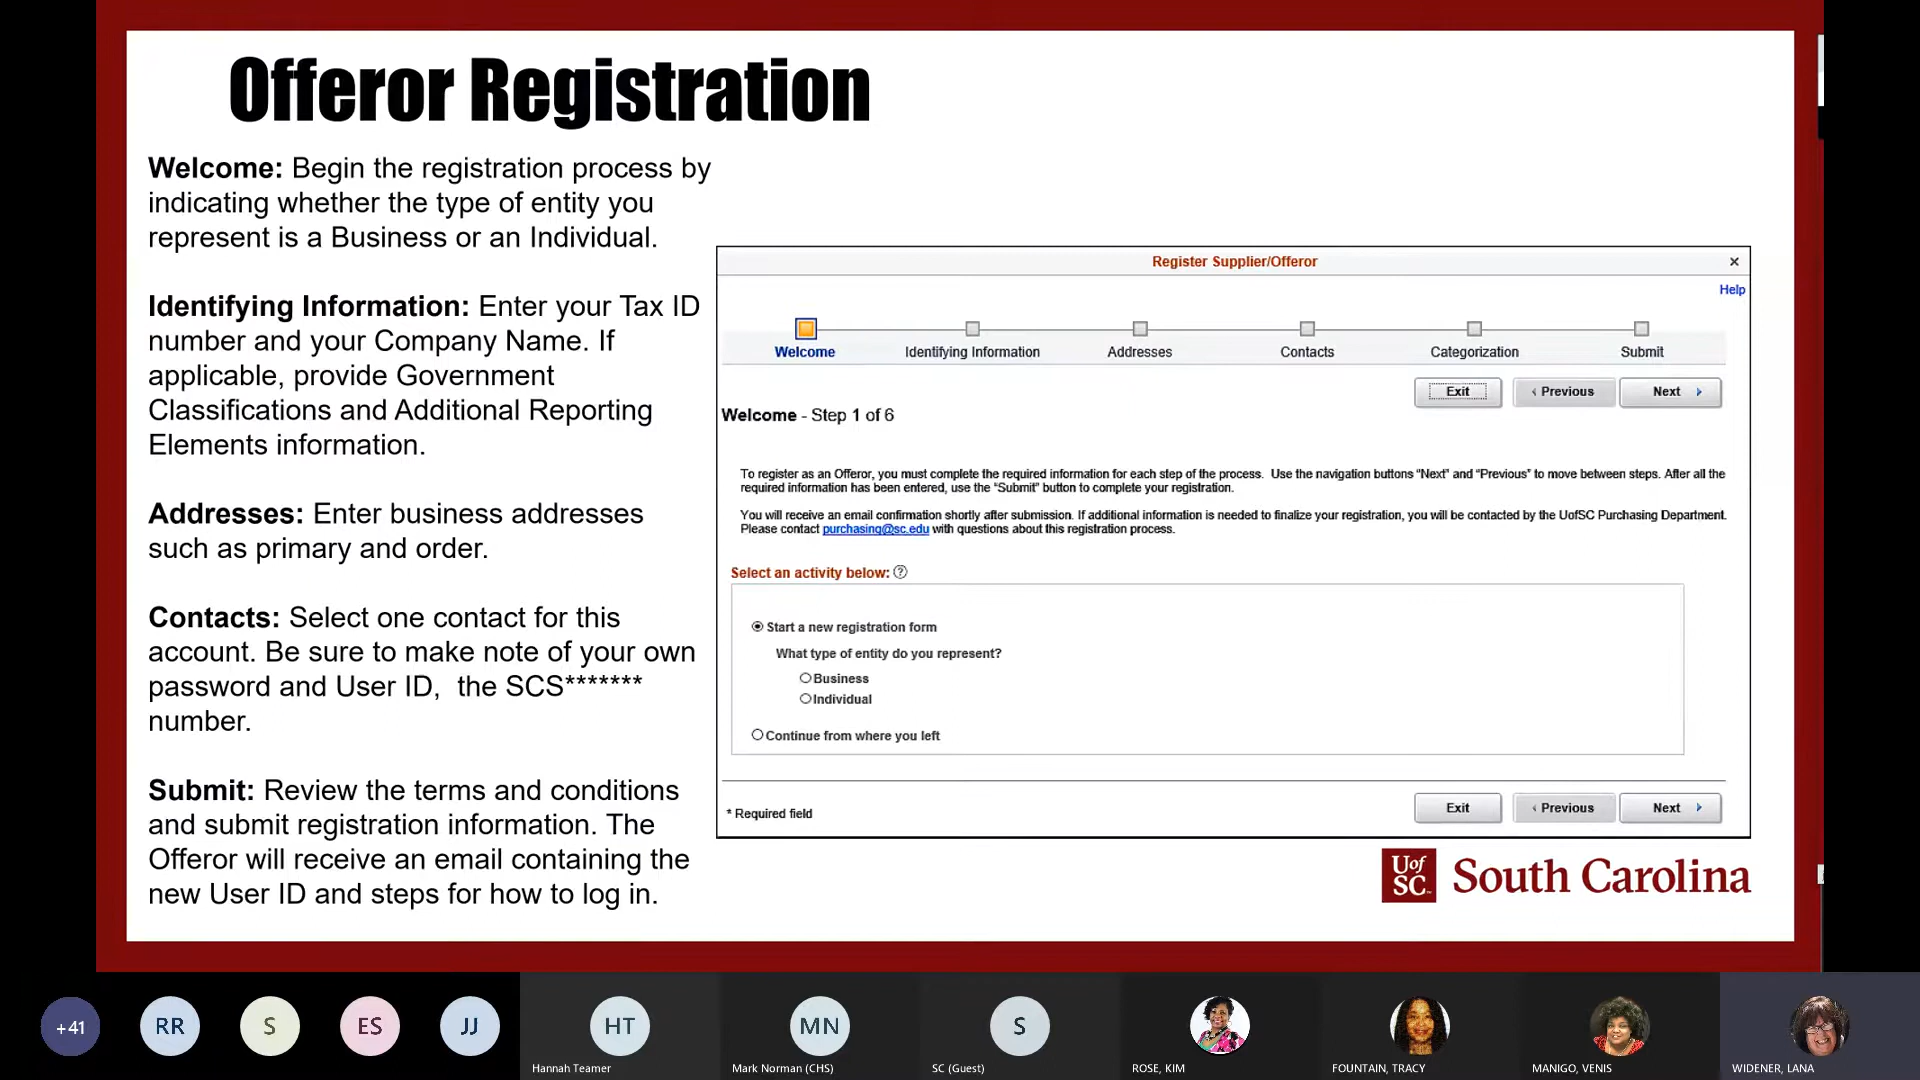 Offeror Registration
Welcome: Begin the registration process by
indicating whether the type of entity you
represent is a Business or an Individual.
Identifying Information: Enter your Tax ID
number and your Company Name. If
applicable, provide Government
Classifications and Additional Reporting
Elements information.
Addresses: Enter business addresses
such as primary and order.
Contacts: Select one contact for this
account. Be sure to make note of your own
password and User ID,  the SCS*******
number.
Submit: Review the terms and conditions
and submit registration information. The
Offeror will receive an email containing the
new User ID and steps for how to log in.
Register Supplier/Offeror
Help
Welcome Identifying Information Addresses Contacts Categorization Submit
Exit Previous Next
Welcome - Step 1 of 6
To register as an Offeror, you must complete the required information for each step of the process. Use the navigation buttons “Next” and “Previous” to move between steps. After all the
required information has been entered, use the “Submit” button to complete your registration.
You will receive an email confirmation shortly after submission. If additional information is needed to finalize your registration, you will be contacted by the UofSC Purchasing Department.
Please contact purchasing@sc.edu with questions about this registration process.
Select an activity below: ?
Start a new registration form
What type of entity do you represent?
Business
Individual
Continue from where you left
* Required field
Exit Previous Next
Uof
SC™
South Carolina
+41 RR S ES JJ HT MN S
Hannah Teamer Mark Norman (CHS) SC (Guest) ROSE, KIM FOUNTAIN, TRACY MANIGO, VENIS WIDENER, LANA